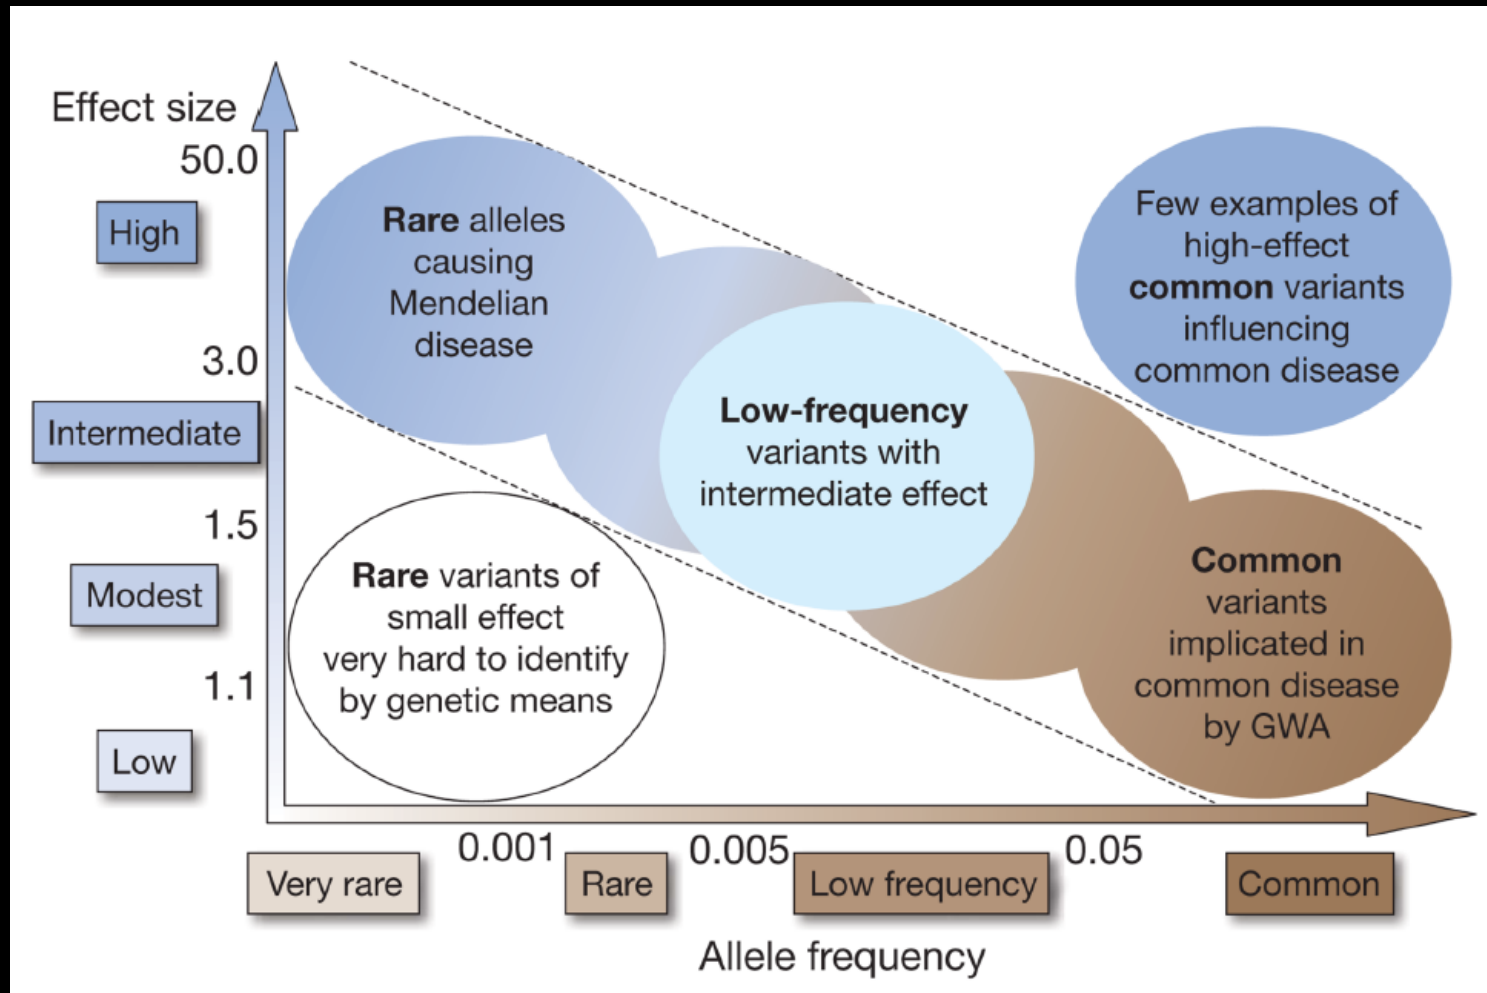 Effect size
50.0
High
3.0
Intermediate
1.5
Modest
1.1
Low
Rare alleles
causing
Mendelian
disease
Few examples of
high-effect
common variants
influencing
common disease
Low-frequency
variants with
intermediate effect
Rare variants of
small effect
very hard to identify
by genetic means
Common
variants
implicated in
common disease
by GWA
0.001
0.005
0.05
Very rare
Rare
Low frequency
Common
Allele frequency